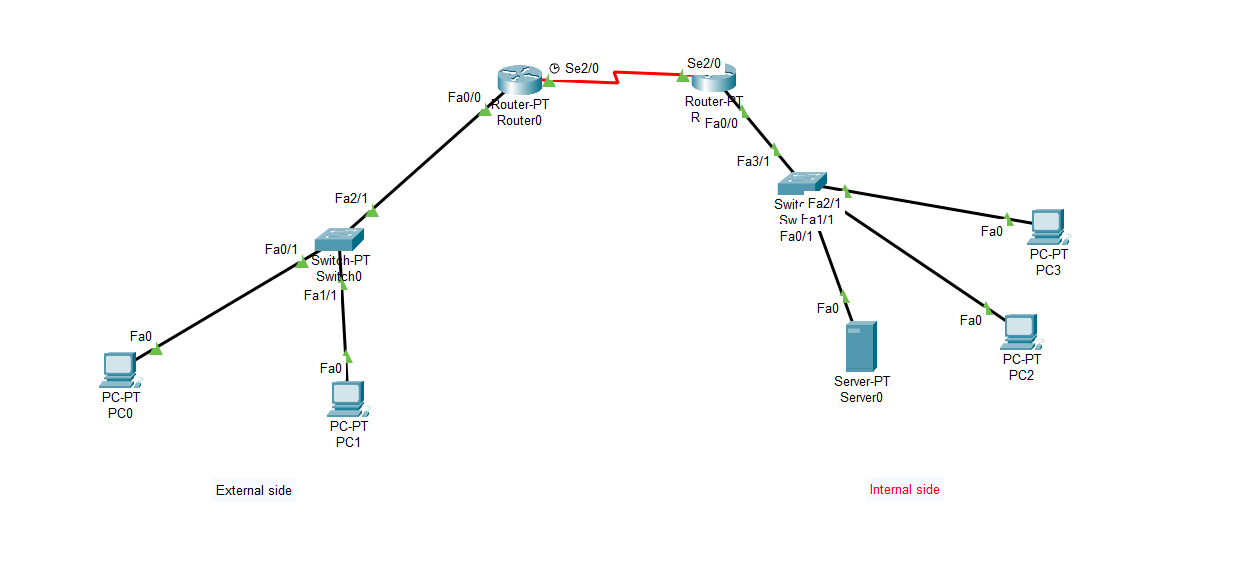 Se2/0
Se2/0
Fa0/0
Router-PT
Router0
Router-PT
Fa0/0
Fa3/1
Fa2/1
Fa2/1
Fa1/1
Fa0/1
Fa0/1
Switch-PT
Switch0
Fa1/1
Fa0
PC-PT
PC3
Fa0
Fa0
PC-PT
PC2
Fa0
PC-PT
PC0
Fa0
PC-PT
PC1
Server-PT
Server0
External side
Internal side